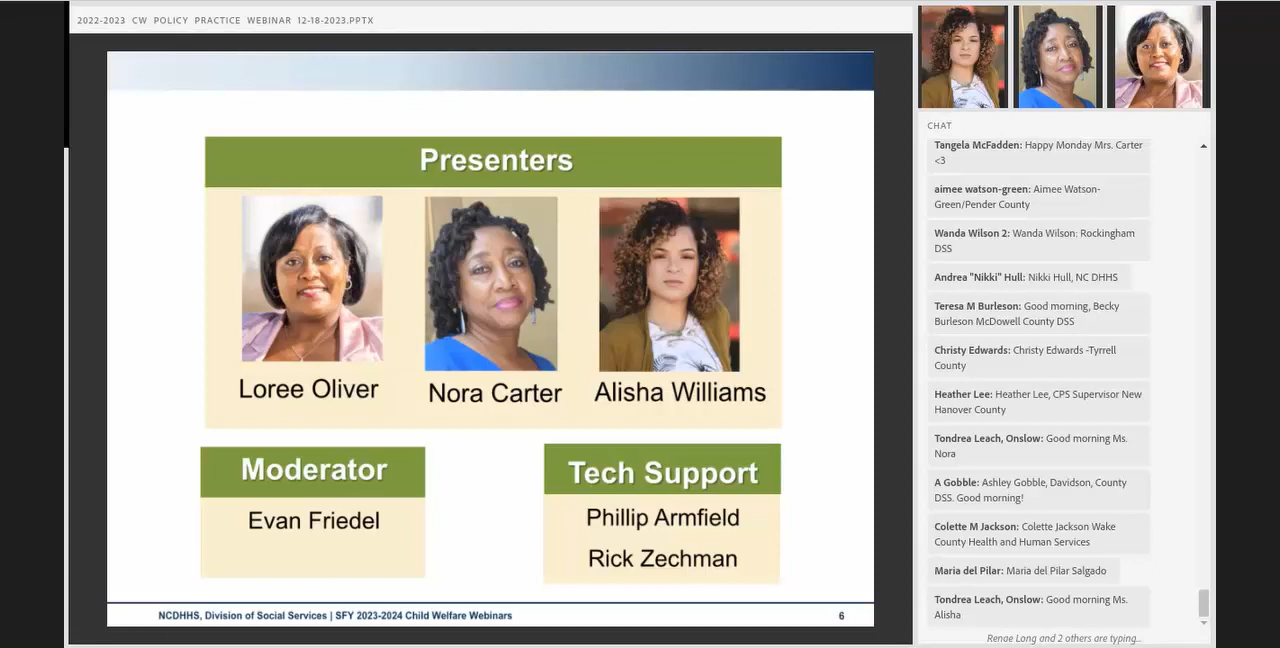 2022-2023 CW POLICY PRACTICE WEBINAR 12-18-2023.PPTX
Presenters
Loree Oliver
Nora Carter
Alisha Williams
Moderator
Evan Friedel
Tech Support
Phillip Armfield
Rick Zechman
NCDHHS, Division of Social Services | SFY 2023-2024 Child Welfare Webinars
6
CHAT
Tangela McFadden: Happy Monday Mrs. Carter
<3
aimee watson-green: Aimee Watson-
Green/Pender County
Wanda Wilson 2: Wanda Wilson: Rockingham
DSS
Andrea "Nikki" Hull: Nikki Hull, NC DHHS
Teresa M Burleson: Good morning, Becky
Burleson McDowell County DSS
Christy Edwards: Christy Edwards -Tyrrell
County
Heather Lee: Heather Lee, CPS Supervisor New
Hanover County
Tondrea Leach, Onslow: Good morning Ms.
Nora
A Gobble: Ashley Gobble, Davidson, County
DSS. Good morning!
Colette M Jackson: Colette Jackson Wake
County Health and Human Services
Maria del Pilar: Maria del Pilar Salgado
Tondrea Leach, Onslow: Good morning Ms.
Alisha
Renae Long and 2 others are typing...